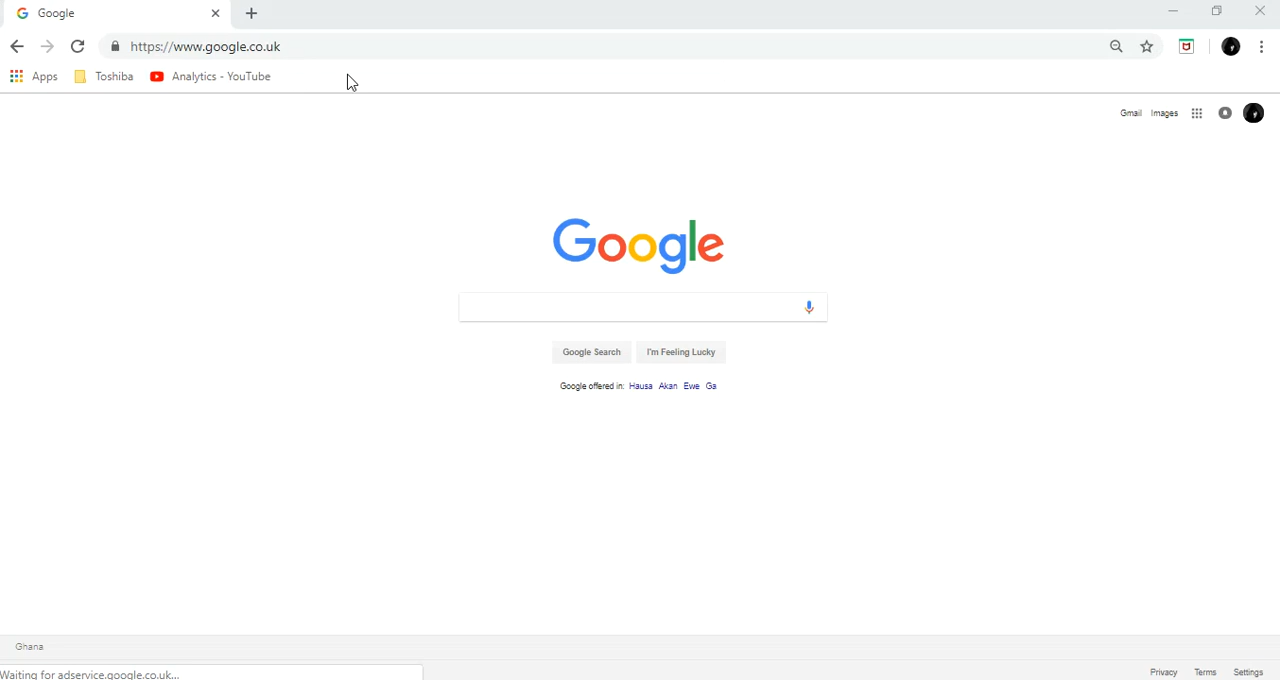 Google
https://www.google.co.uk
Apps Toshiba Analytics - YouTube
Gmail Images
Google
Google Search I'm Feeling Lucky
Google offered in: Hausa Akan Ewe Ga
Ghana
Waiting for adservice.google.co.uk...
Privacy Terms Settings